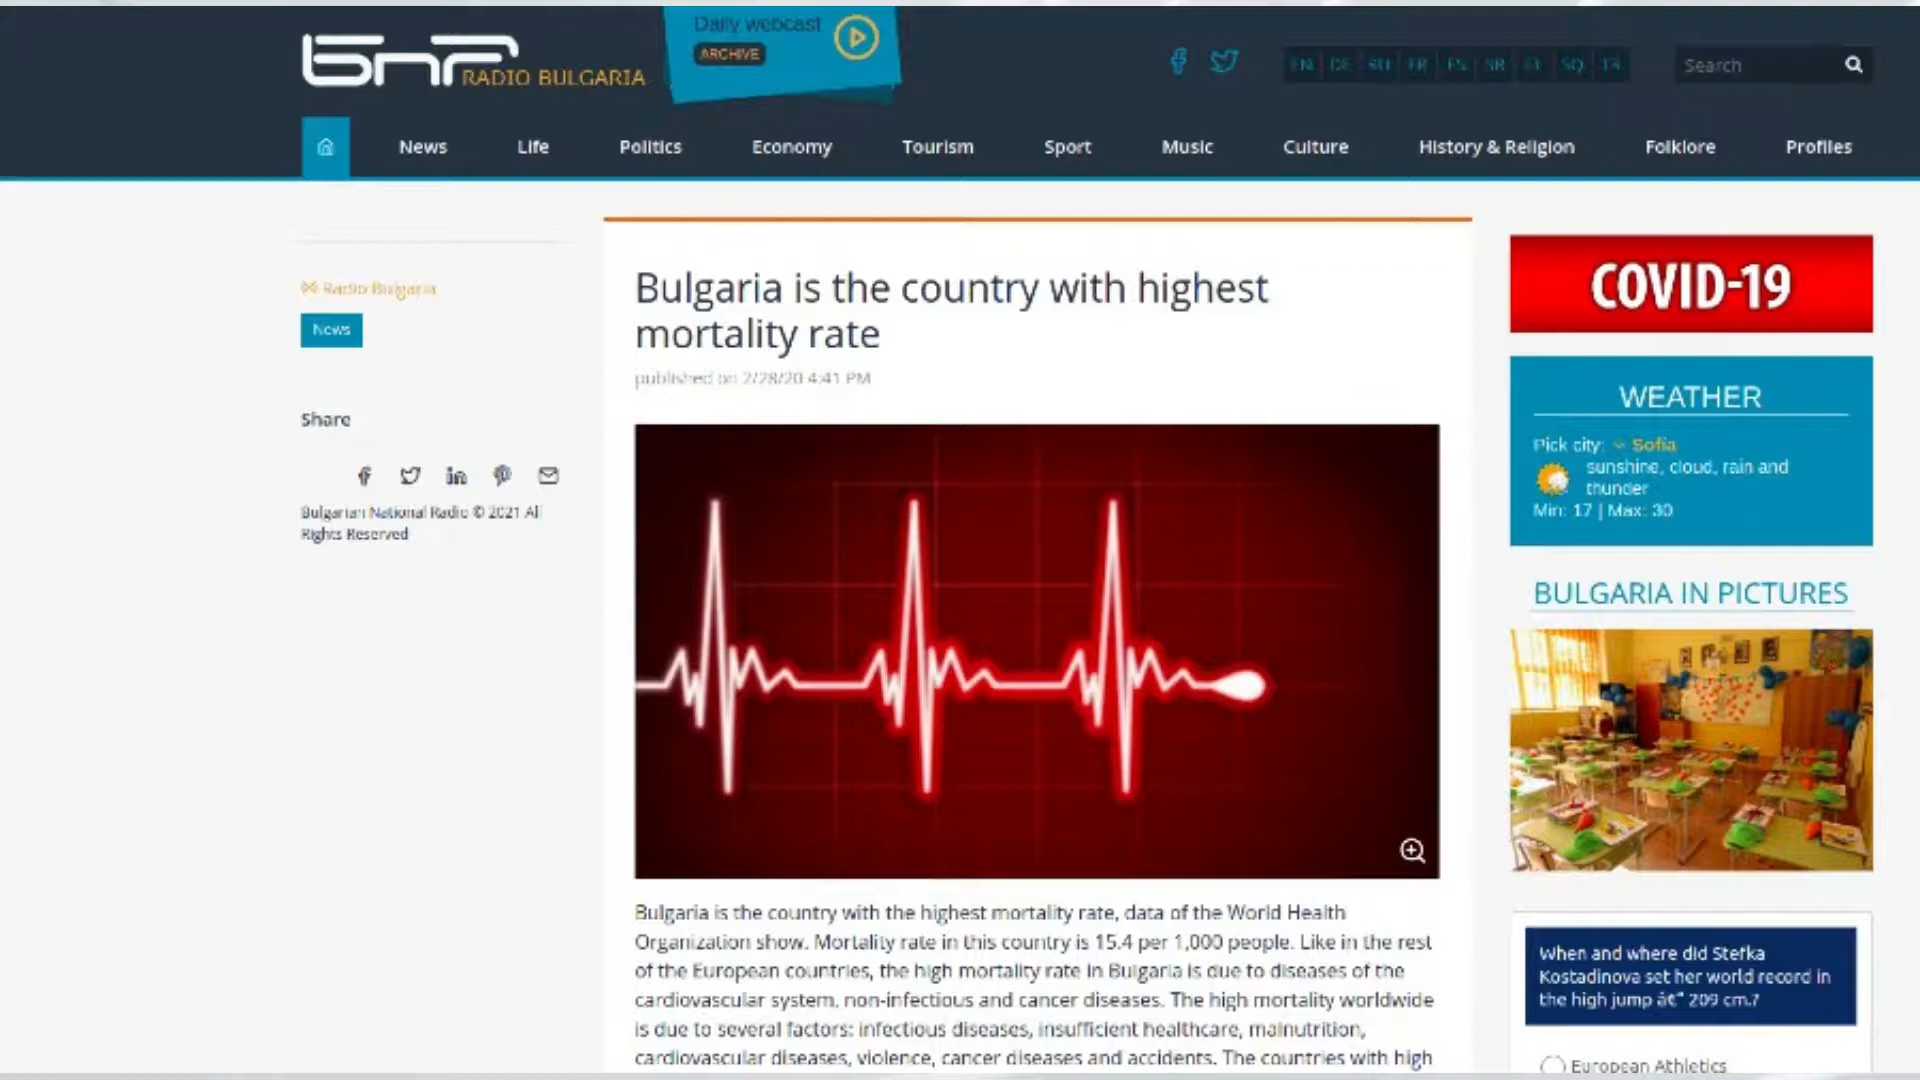 Daily webcast
ARCHIVE
RADIO BULGARIA
EN DE RU FR ES SR EL SQ TR
Search
News Life Politics Economy Tourism Sport Music Culture History & Religion Folklore Profiles
Radio Bulgaria
News
Share
Bulgarian National Radio © 2021 All
Rights Reserved
Bulgaria is the country with highest
mortality rate
published on 2/28/20 4:41 PM
Bulgaria is the country with the highest mortality rate, data of the World Health
Organization show. Mortality rate in this country is 15.4 per 1,000 people. Like in the rest
of the European countries, the high mortality rate in Bulgaria is due to diseases of the
cardiovascular system, non-infectious and cancer diseases. The high mortality worldwide
is due to several factors: infectious diseases, insufficient healthcare, malnutrition,
cardiovascular diseases, violence, cancer diseases and accidents. The countries with high
COVID-19
WEATHER
Pick city: Sofia
sunshine, cloud, rain and
thunder
Min: 17 | Max: 30
BULGARIA IN PICTURES
When and where did Stefka
Kostadinova set her world record in
the high jump â€“ 209 cm.?
European Athletics